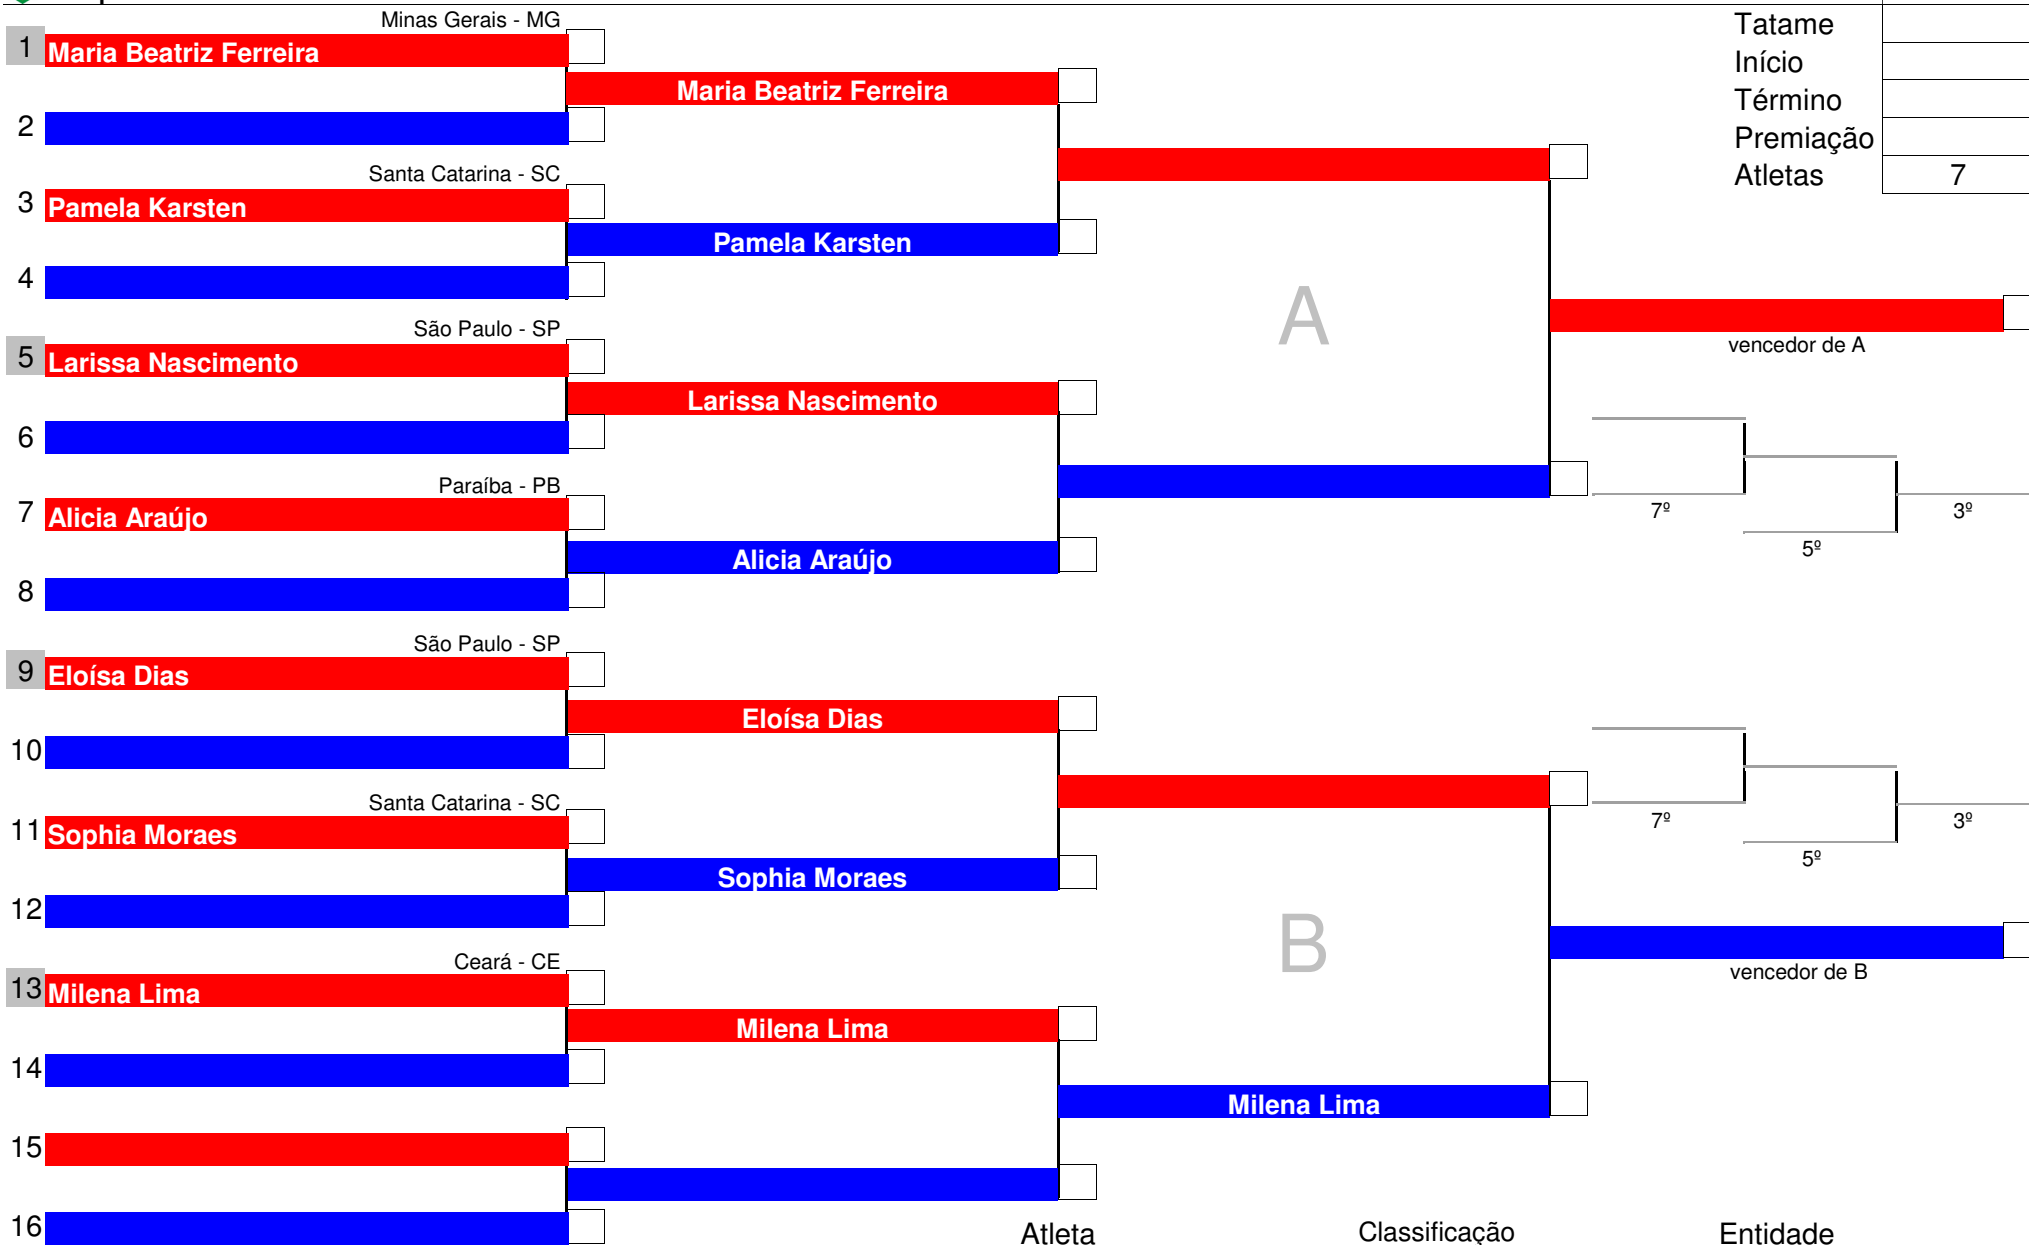 Minas Gerais - MG
1 Maria Beatriz Ferreira
Maria Beatriz Ferreira
2
Santa Catarina - SC
3 Pamela Karsten
Pamela Karsten
4
São Paulo - SP
5 Larissa Nascimento
Larissa Nascimento
6
Paraíba - PB
7 Alicia Araújo
Alicia Araújo
8
São Paulo - SP
9 Eloísa Dias
Eloísa Dias
10
Santa Catarina - SC
11 Sophia Moraes
Sophia Moraes
12
Ceará - CE
13 Milena Lima
Milena Lima
14
Milena Lima
15
16
A
B
Tatame
Início
Término
Premiação
Atletas 7
vencedor de A
7º
3º
5º
7º
3º
5º
vencedor de B
Atleta Classificação Entidade